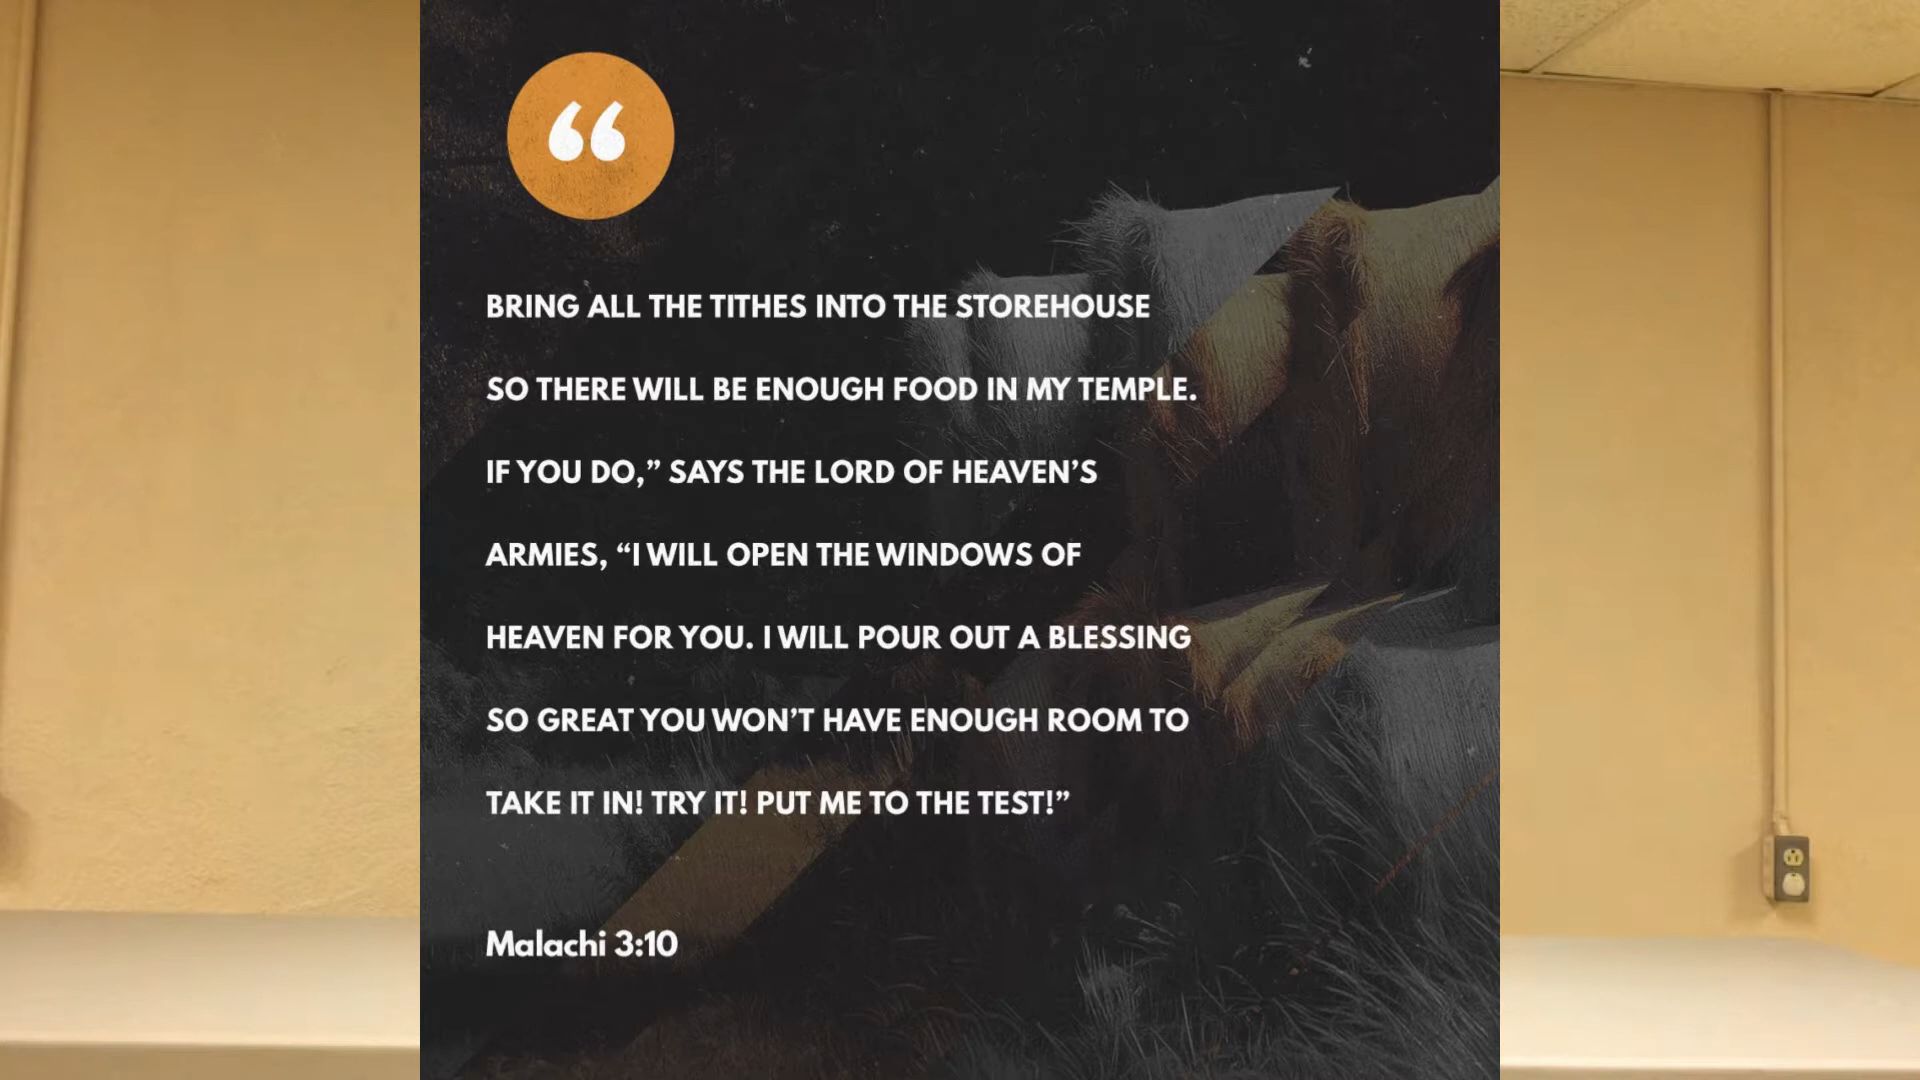 “
BRING ALL THE TITHES INTO THE STOREHOUSE
SO THERE WILL BE ENOUGH FOOD IN MY TEMPLE.
IF YOU DO,” SAYS THE LORD OF HEAVEN’S
ARMIES, “I WILL OPEN THE WINDOWS OF
HEAVEN FOR YOU. I WILL POUR OUT A BLESSING
SO GREAT YOU WON’T HAVE ENOUGH ROOM TO
TAKE IT IN! TRY IT! PUT ME TO THE TEST!”
Malachi 3:10